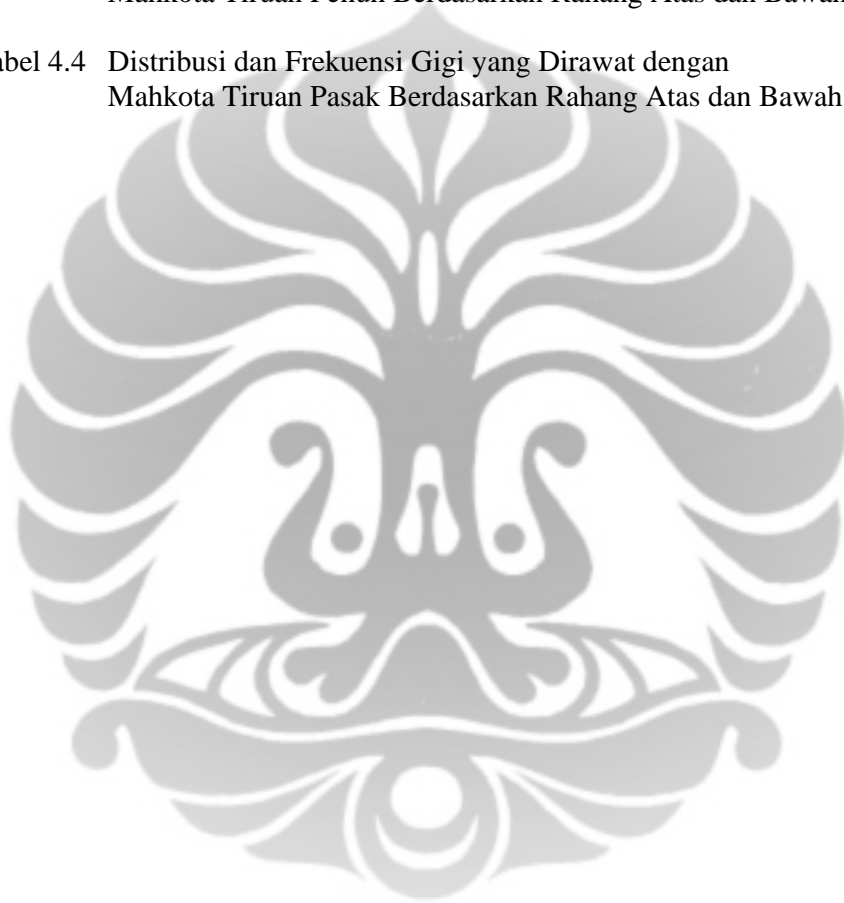 Mahkota Tiruan Penuh Berdasarkan Rahang Atas dan Bawah
abel 4.4 Distribusi dan Frekuensi Gigi yang Dirawat dengan
Mahkota Tiruan Pasak Berdasarkan Rahang Atas dan Bawah